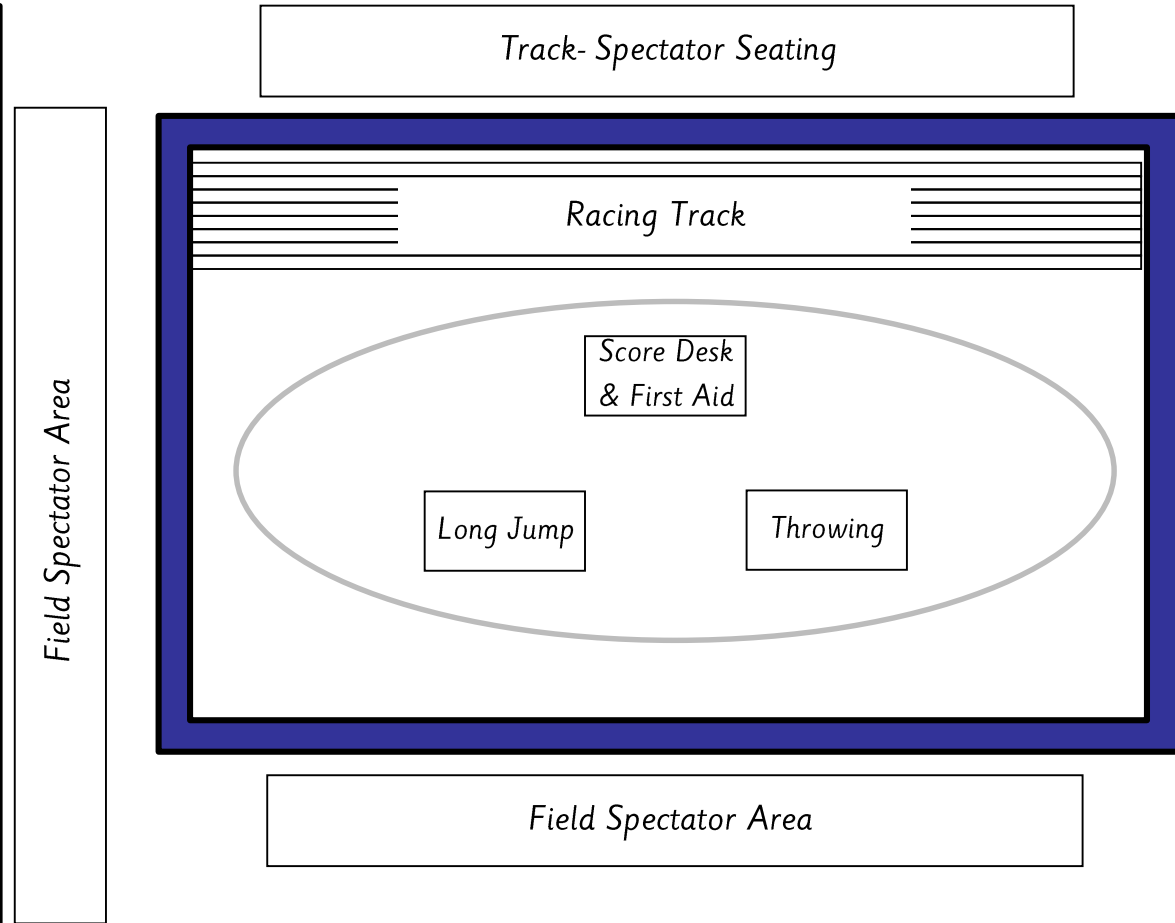 Track- Spectator Seating
Racing Track
Score Desk
& First Aid
Field Spectator Area
Long Jump
Throwing
Field Spectator Area